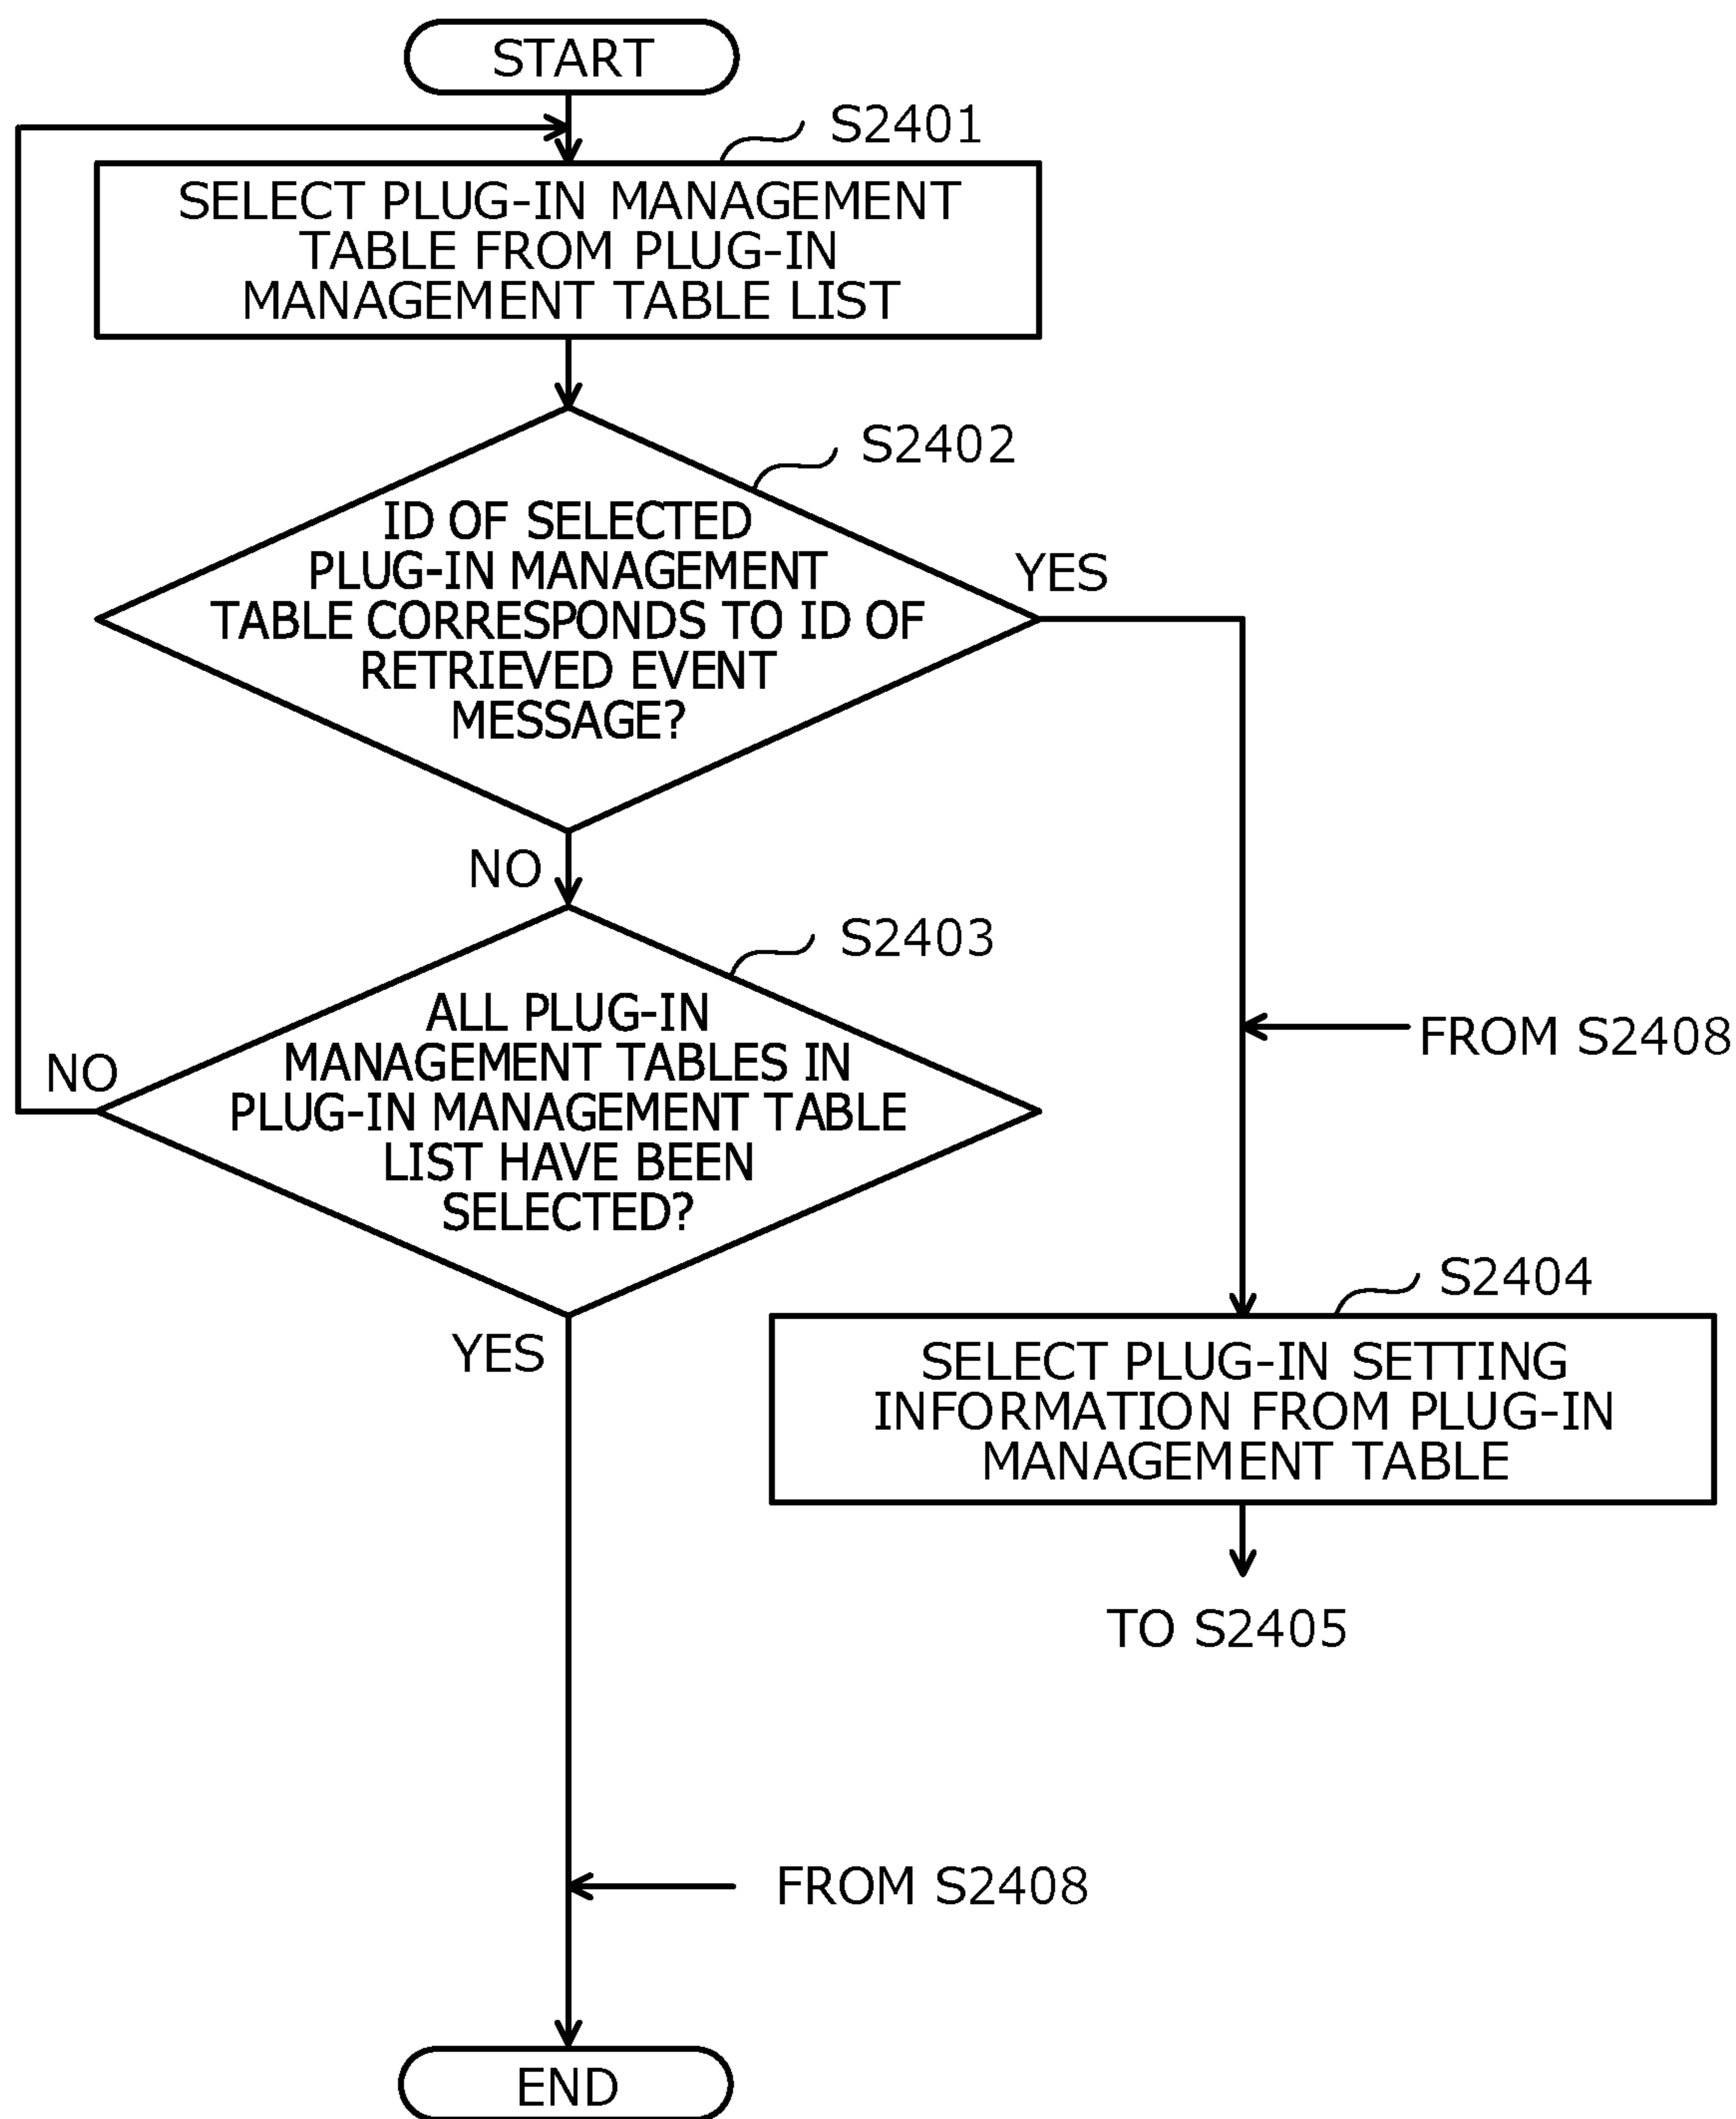 START
S2401
SELECT PLUG-IN MANAGEMENT
TABLE FROM PLUG-IN
MANAGEMENT TABLE LIST
S2402
ID OF SELECTED
PLUG-IN MANAGEMENT
TABLE CORRESPONDS TO ID OF
RETRIEVED EVENT
MESSAGE?
YES
NO
S2403
ALL PLUG-IN
MANAGEMENT TABLES IN
PLUG-IN MANAGEMENT TABLE
LIST HAVE BEEN
SELECTED?
NO
YES
FROM S2408
S2404
SELECT PLUG-IN SETTING
INFORMATION FROM PLUG-IN
MANAGEMENT TABLE
TO S2405
FROM S2408
END